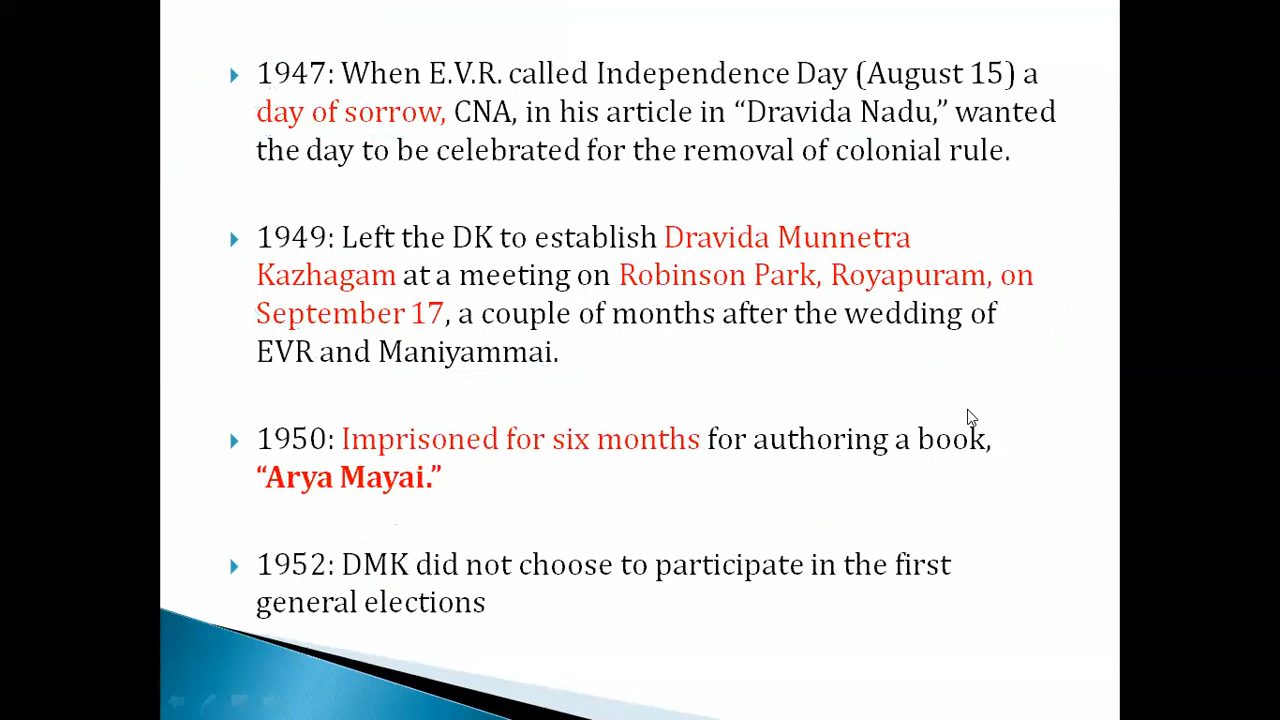 1947: When E.V.R. called Independence Day (August 15) a
day of sorrow, CNA, in his article in “Dravida Nadu,” wanted
the day to be celebrated for the removal of colonial rule.
1949: Left the DK to establish Dravida Munnetra
Kazhagam at a meeting on Robinson Park, Royapuram, on
September 17, a couple of months after the wedding of
EVR and Maniyammai.
1950: Imprisoned for six months for authoring a book,
“Arya Mayai.”
1952: DMK did not choose to participate in the first
general elections